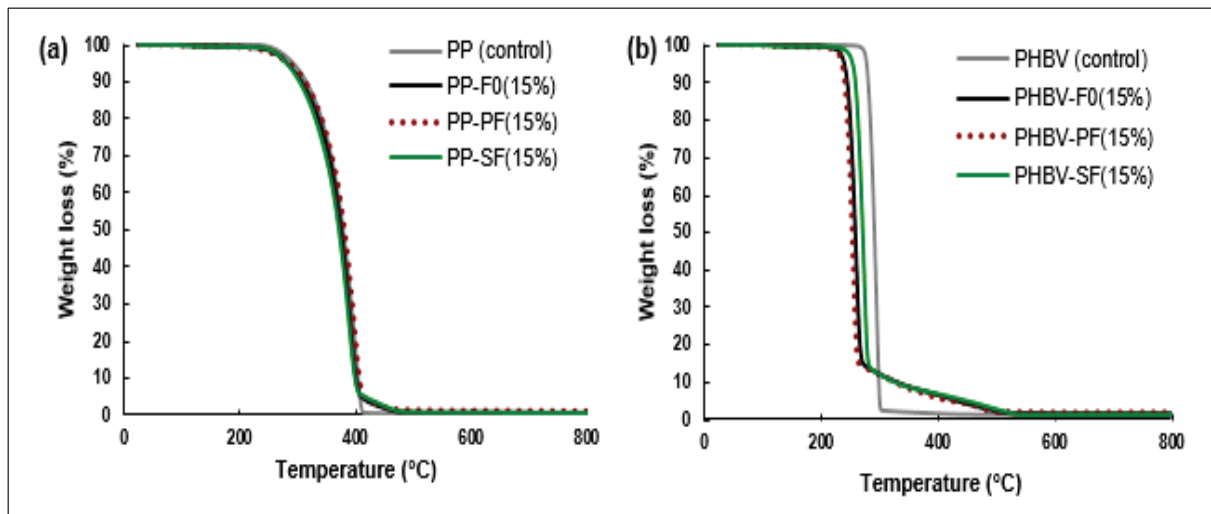 (a)
PP (control)
PP-F0(15%)
PP-PF(15%)
PP-SF(15%)
Weight loss (%)
100
90
80
70
60
50
40
30
20
10
0
0 200 400 600 800
Temperature (ºC)
(b)
PHBV (control)
PHBV-F0(15%)
PHBV-PF(15%)
PHBV-SF(15%)
Weight loss (%)
100
90
80
70
60
50
40
30
20
10
0
0 200 400 600 800
Temperature (ºC)